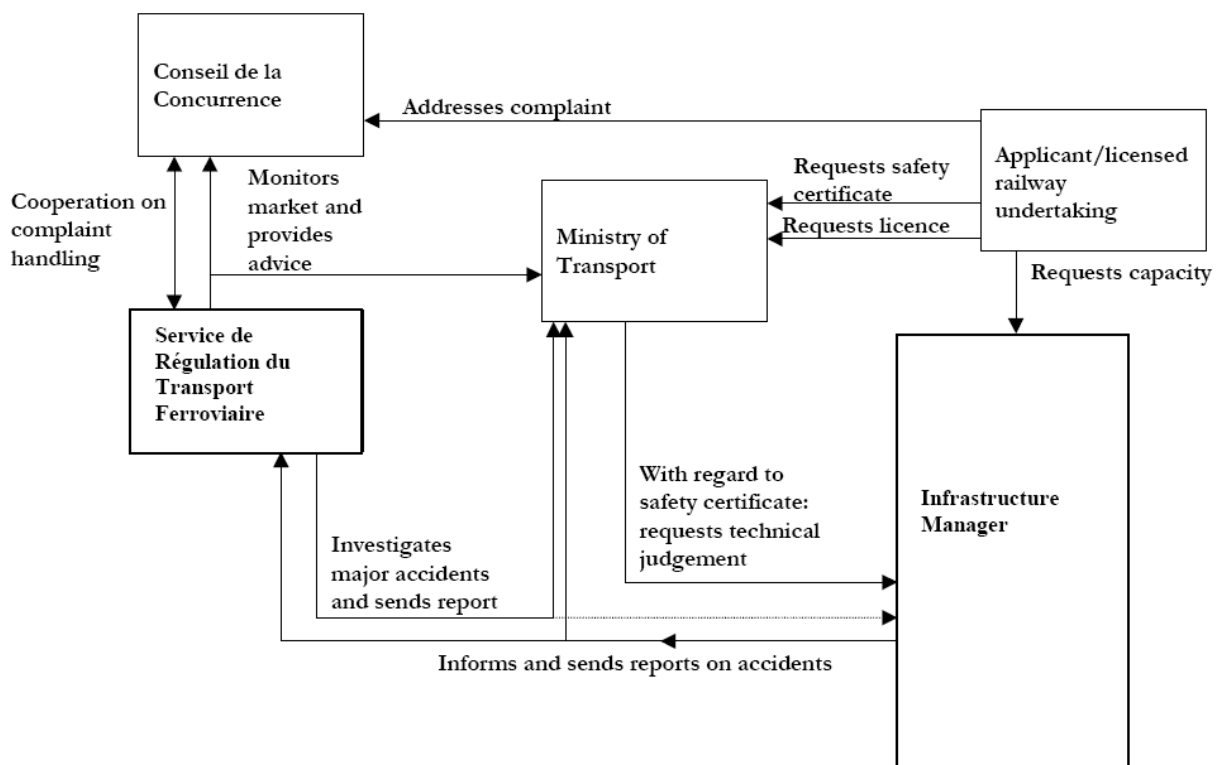 Conseil de la
Concurrence
Addresses complaint
Applicant/licensed
railway
undertaking
Requests safety
certificate
Requests licence
Cooperation on
complaint
handling
Monitors
market and
provides
advice
Ministry of
Transport
Requests capacity
Service de
Régulation du
Transport
Ferroviaire
With regard to
safety certificate:
requests technical
judgement
Infrastructure
Manager
Investigates
major accidents
and sends report
Informs and sends reports on accidents